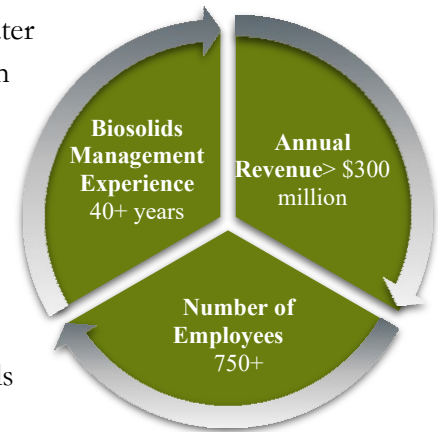 Biosolids
Management
Experience
40+ years
Annual
Revenue> $300
million
Number of
Employees
750+